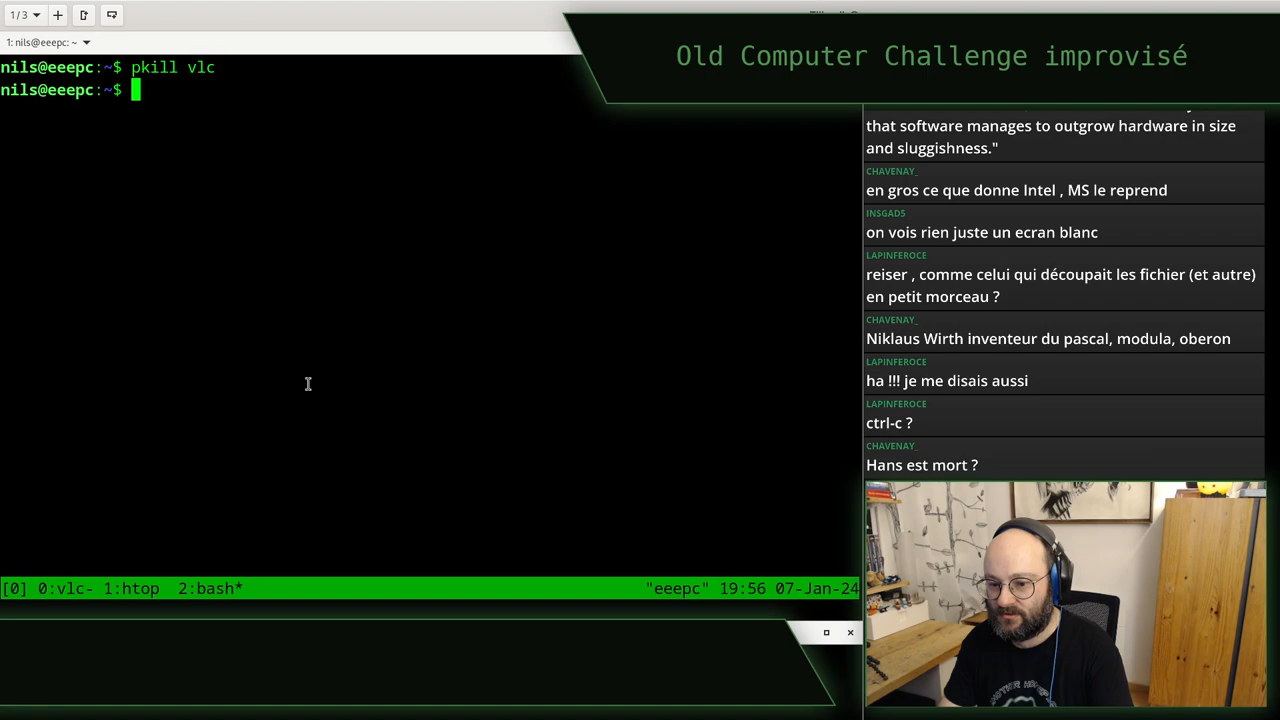 1/3
1: nils@eeepc: ~
Old Computer Challenge improvisé
nils@eeepc:~$ pkill vlc
nils@eeepc:~$
that software manages to outgrow hardware in size
and sluggishness."
CHAVENAY_
en gros ce que donne Intel , MS le reprend
INSGAD5
on vois rien juste un ecran blanc
LAPINFEROCE
reiser , comme celui qui découpait les fichier (et autre)
en petit morceau ?
CHAVENAY_
Niklaus Wirth inventeur du pascal, modula, oberon
LAPINFEROCE
ha !!! je me disais aussi
LAPINFEROCE
ctrl-c ?
CHAVENAY_
Hans est mort ?
[0] 0:vlc- 1:htop  2:bash* "eeepc" 19:56 07-Jan-24